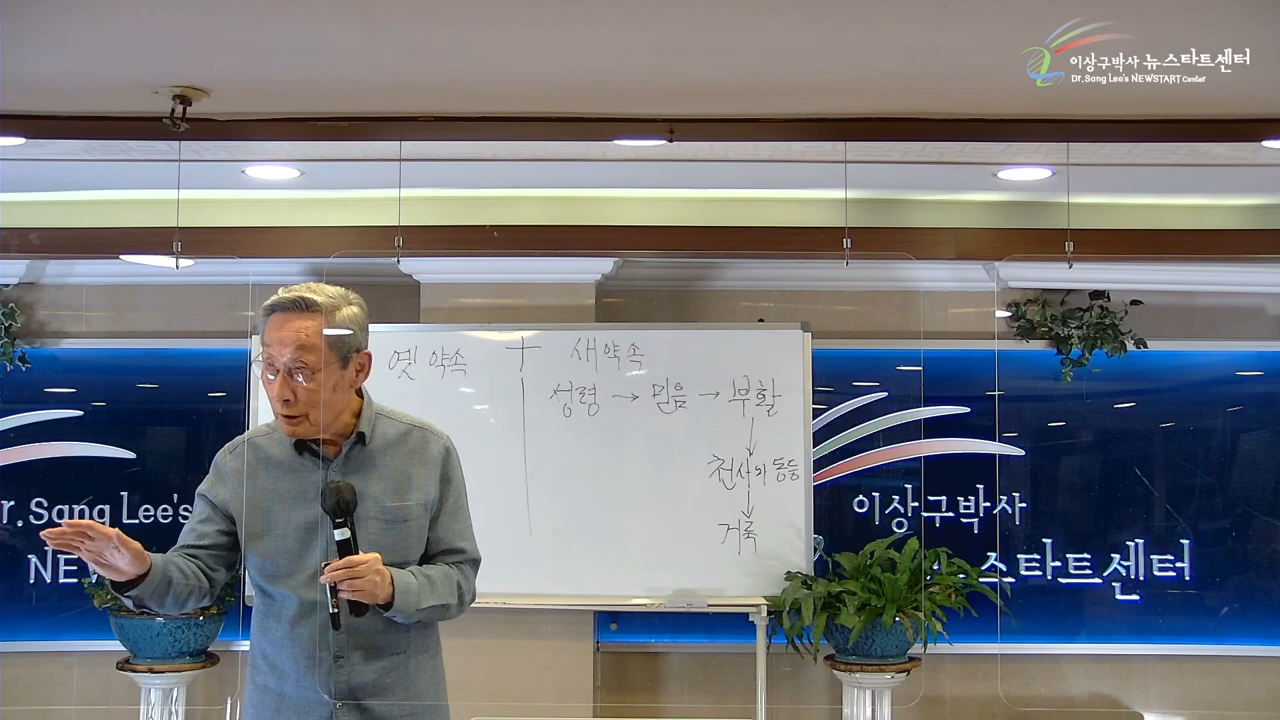 이상구박사 뉴스타트센터
Dr. Sang Lee's NEWSTART Center
옛 약속 새약속
성령 → 믿음 → 부활
천사와 동등
거룩
r. Sang Lee's
NE
이상구박사
스타트센터